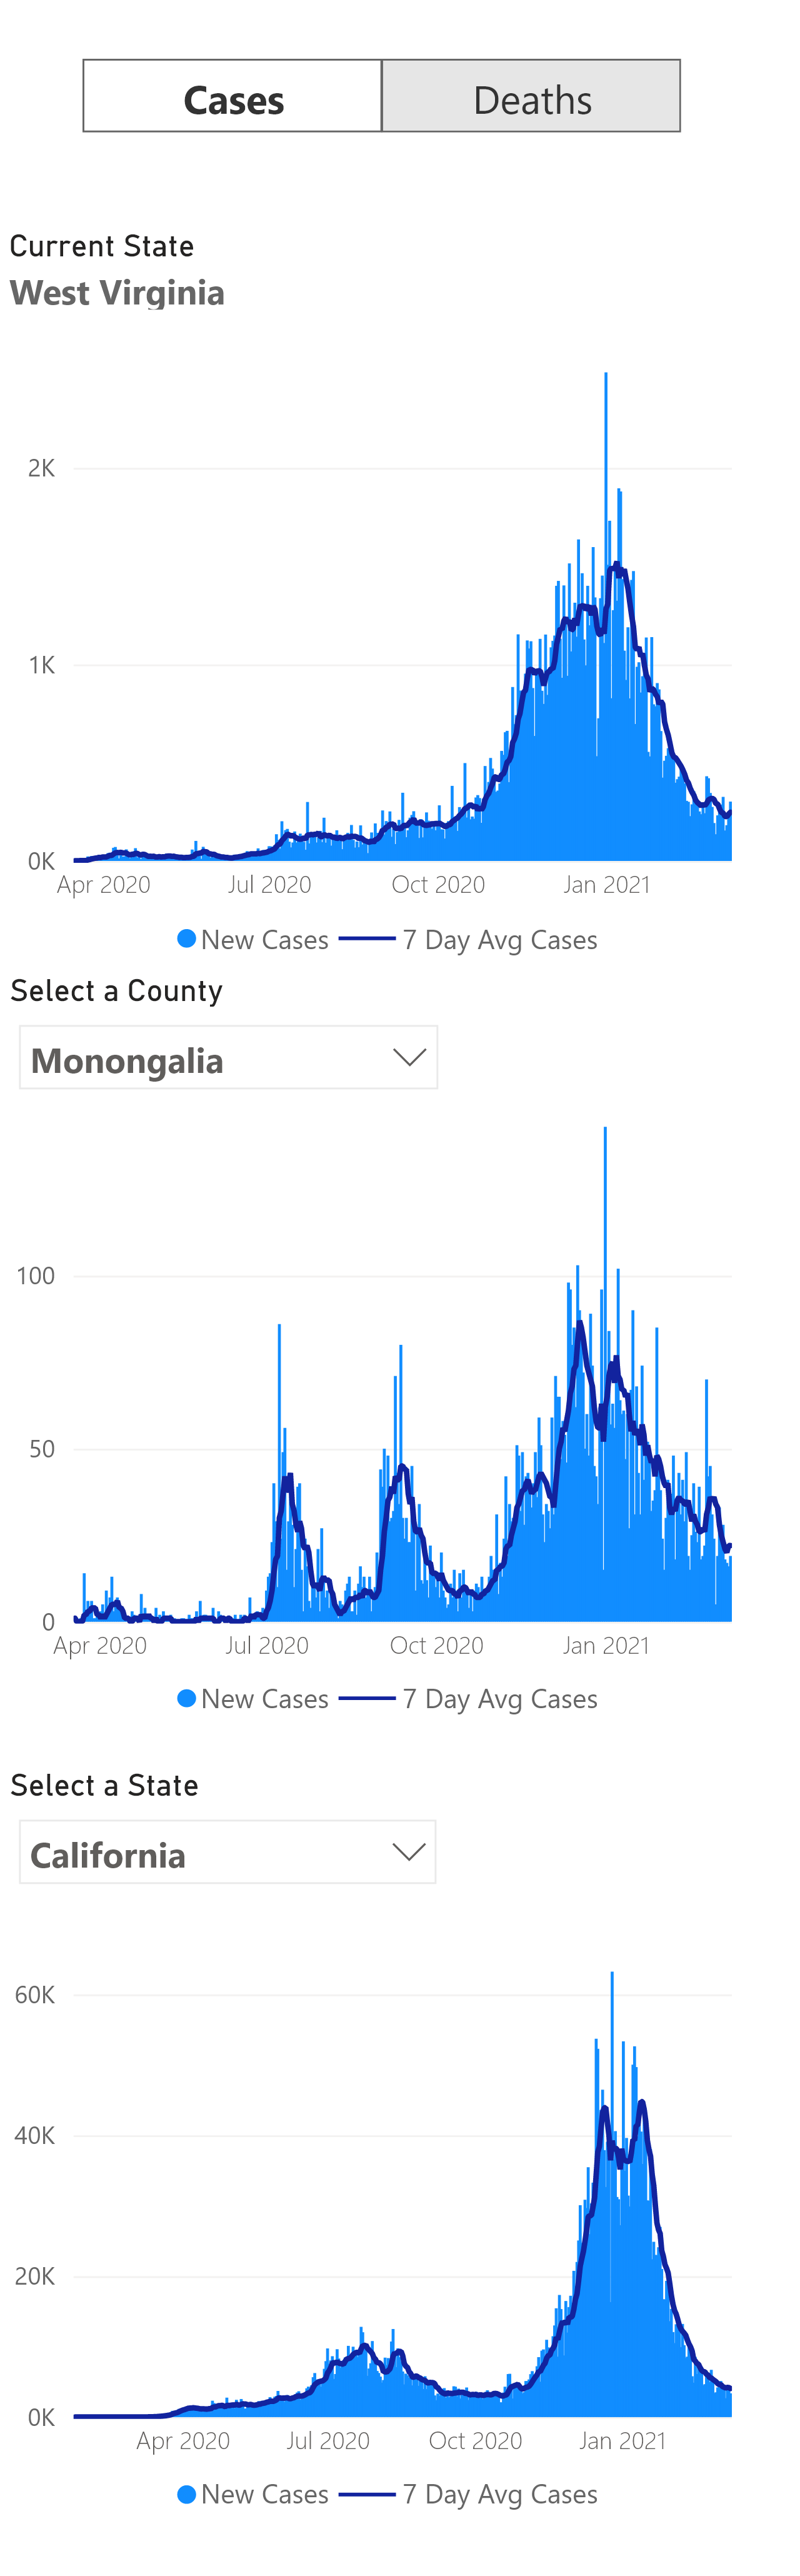 Cases Deaths
Current State
West Virginia
2K
1K
0K
Apr 2020 Jul 2020 Oct 2020 Jan 2021
New Cases 7 Day Avg Cases
Select a County
Monongalia
100
50
0
Apr 2020 Jul 2020 Oct 2020 Jan 2021
New Cases 7 Day Avg Cases
Select a State
California
60K
40K
20K
0K
Apr 2020 Jul 2020 Oct 2020 Jan 2021
New Cases 7 Day Avg Cases